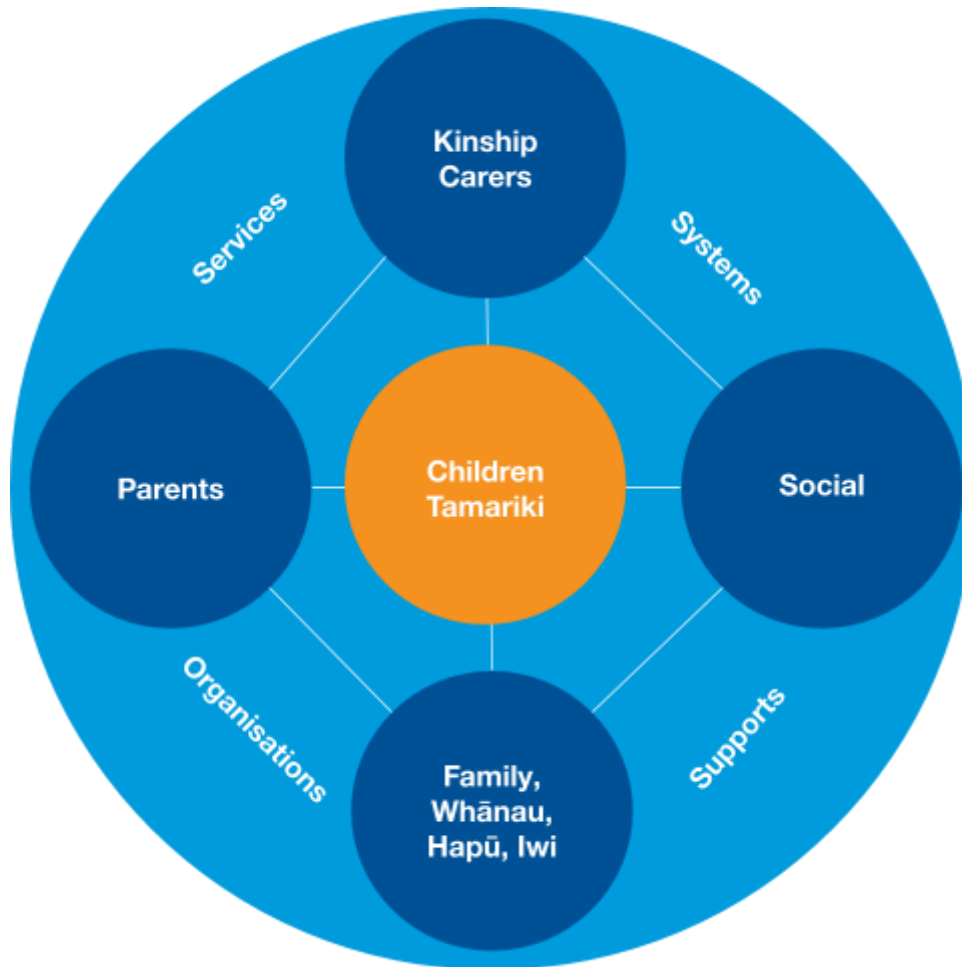 Kinship
Carers
Services
Systems
Parents
Children
Tamariki
Social
Organisations
Supports
Family,
Whānau,
Hapū, Iwi